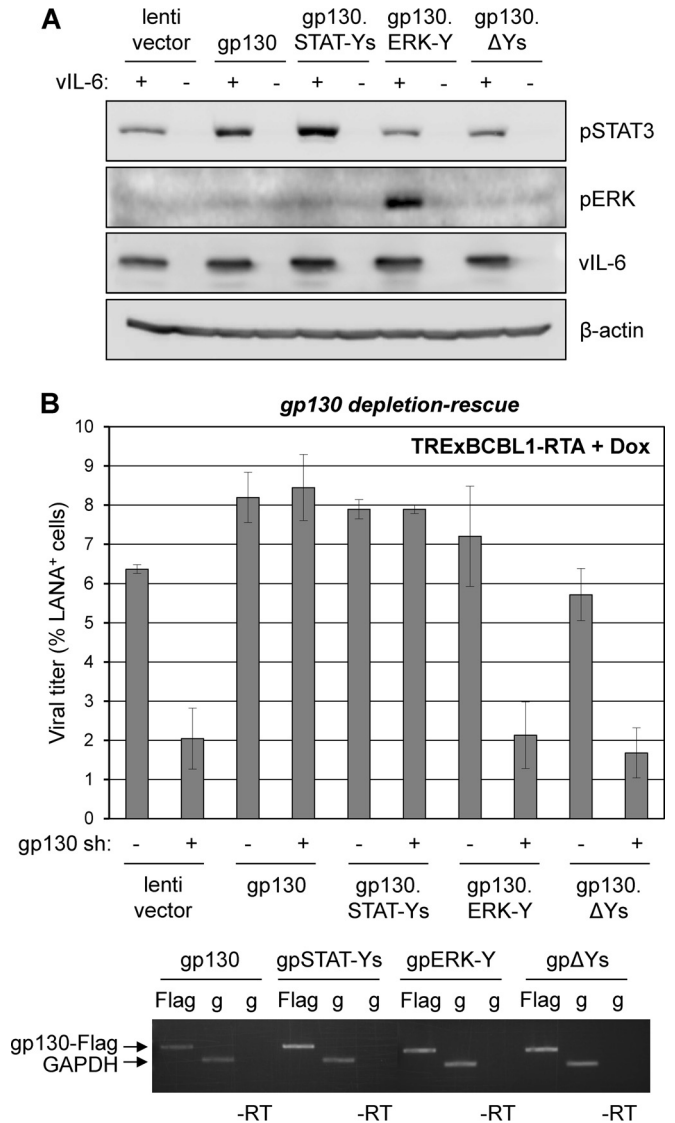 A
lenti vector gp130 gp130. STAT-Ys gp130. ERK-Y gp130. ΔYs
vIL-6: + - + - + - + - + -
pSTAT3
pERK
vIL-6
β-actin
B
gp130 depletion-rescue
TRExBCBL1-RTA + Dox
Viral titer (% LANA+ cells)
10
9
8
7
6
5
4
3
2
1
0
gp130 sh: - + - + - + - + - +
lenti vector gp130 gp130. STAT-Ys gp130. ERK-Y gp130. ΔYs
gp130 gpSTAT-Ys gpERK-Y gpΔYs
Flag g g Flag g g Flag g g Flag g g
gp130-Flag
GAPDH
-RT -RT -RT -RT